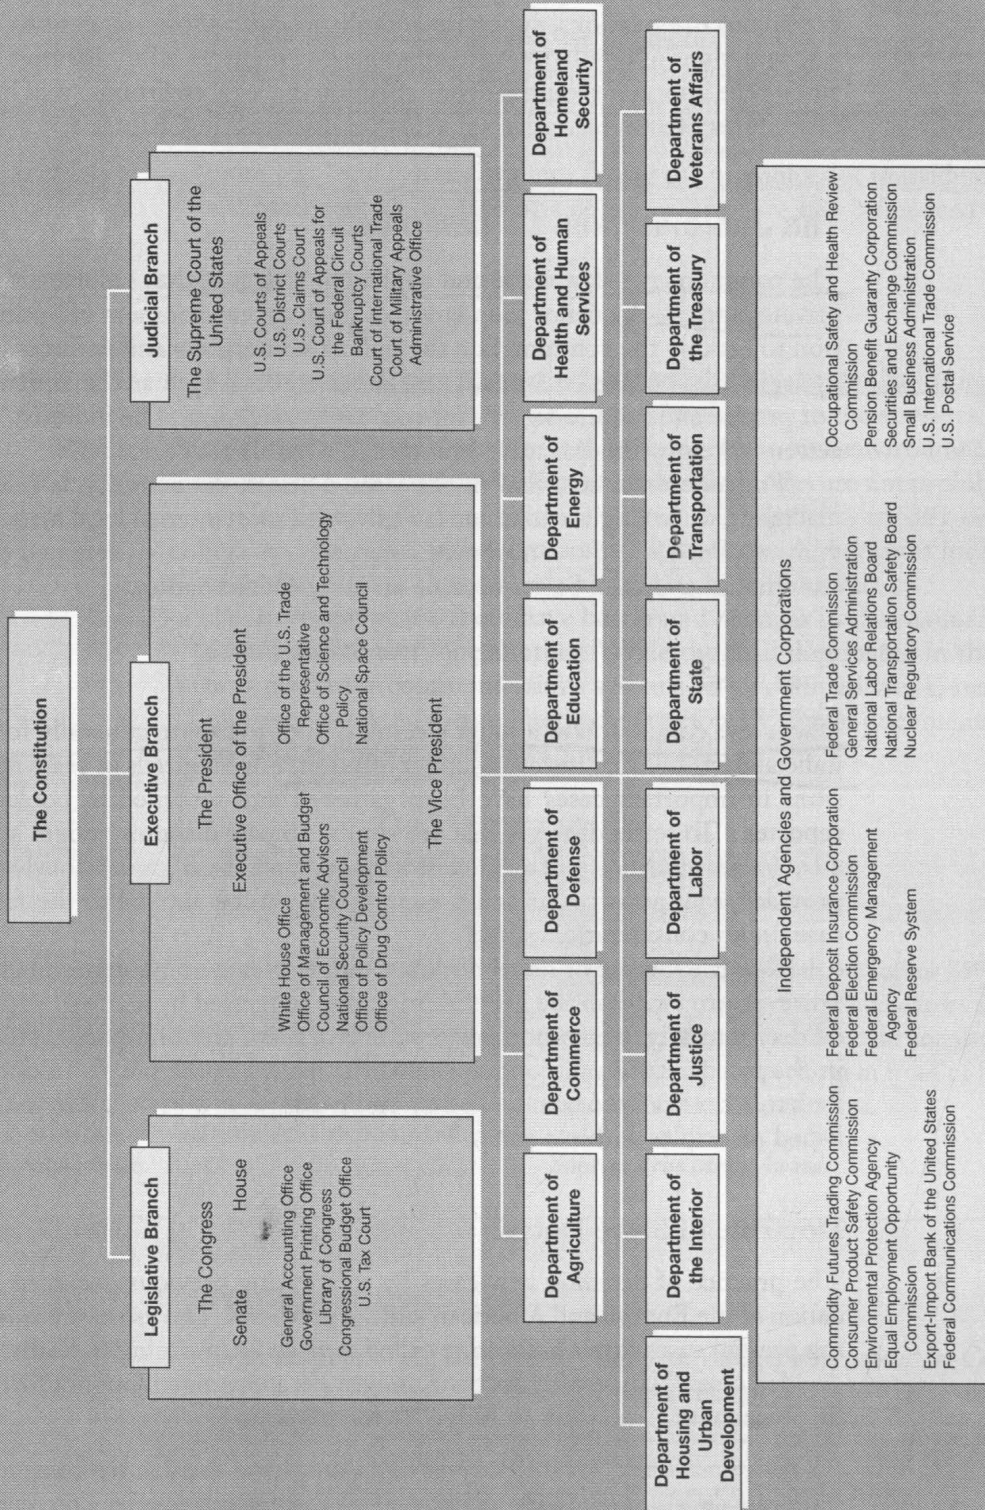 The Constitution
Legislative Branch
The Congress
Senate House
General Accounting Office
Government Printing Office
Library of Congress
Congressional Budget Office
U.S. Tax Court
Executive Branch
The President
Executive Office of the President
White House Office
Office of Management and Budget
Council of Economic Advisors
National Security Council
Office of Policy Development
Office of Drug Control Policy
Office of the U.S. Trade
Representative
Office of Science and Technology
Policy
National Space Council
The Vice President
Judicial Branch
The Supreme Court of the
United States
U.S. Courts of Appeals
U.S. District Courts
U.S. Claims Court
U.S. Court of Appeals for
the Federal Circuit
Bankruptcy Courts
Court of International Trade
Court of Military Appeals
Administrative Office
Department of
Agriculture
Department of
Commerce
Department of
Defense
Department of
Education
Department of
Energy
Department of
Health and Human
Services
Department of
Homeland
Security
Department of
Housing and
Urban
Development
Department of
the Interior
Department of
Justice
Department of
Labor
Department of
State
Department of
Transportation
Department of
the Treasury
Department of
Veterans Affairs
Independent Agencies and Government Corporations
Commodity Futures Trading Commission
Consumer Product Safety Commission
Environmental Protection Agency
Equal Employment Opportunity
Commission
Export-Import Bank of the United States
Federal Communications Commission
Federal Deposit Insurance Corporation
Federal Election Commission
Federal Emergency Management
Agency
Federal Reserve System
Federal Trade Commission
General Services Administration
National Labor Relations Board
National Transportation Safety Board
Nuclear Regulatory Commission
Occupational Safety and Health Review
Commission
Pension Benefit Guaranty Corporation
Securities and Exchange Commission
Small Business Administration
U.S. International Trade Commission
U.S. Postal Service